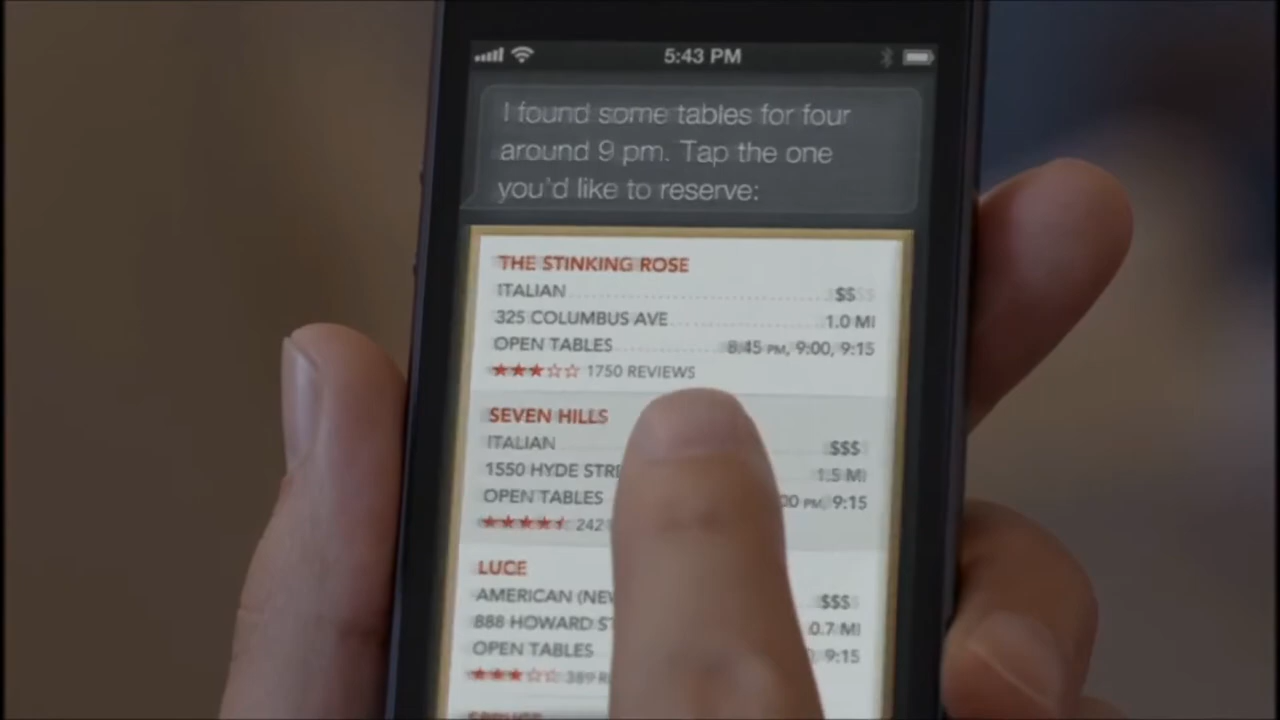 5:43 PM
I found some tables for four
around 9 pm. Tap the one
you'd like to reserve:
THE STINKING ROSE
ITALIAN $$
325 COLUMBUS AVE 1.0 MI
OPEN TABLES 8:45 PM, 9:00, 9:15
1750 REVIEWS
SEVEN HILLS
ITALIAN $$$
1550 HYDE 1.5 MI
OPEN TABLES PM, 9:15
LUCE
AMERICAN $$$
888 HOWARD 0.7 MI
OPEN TABLES 9:15